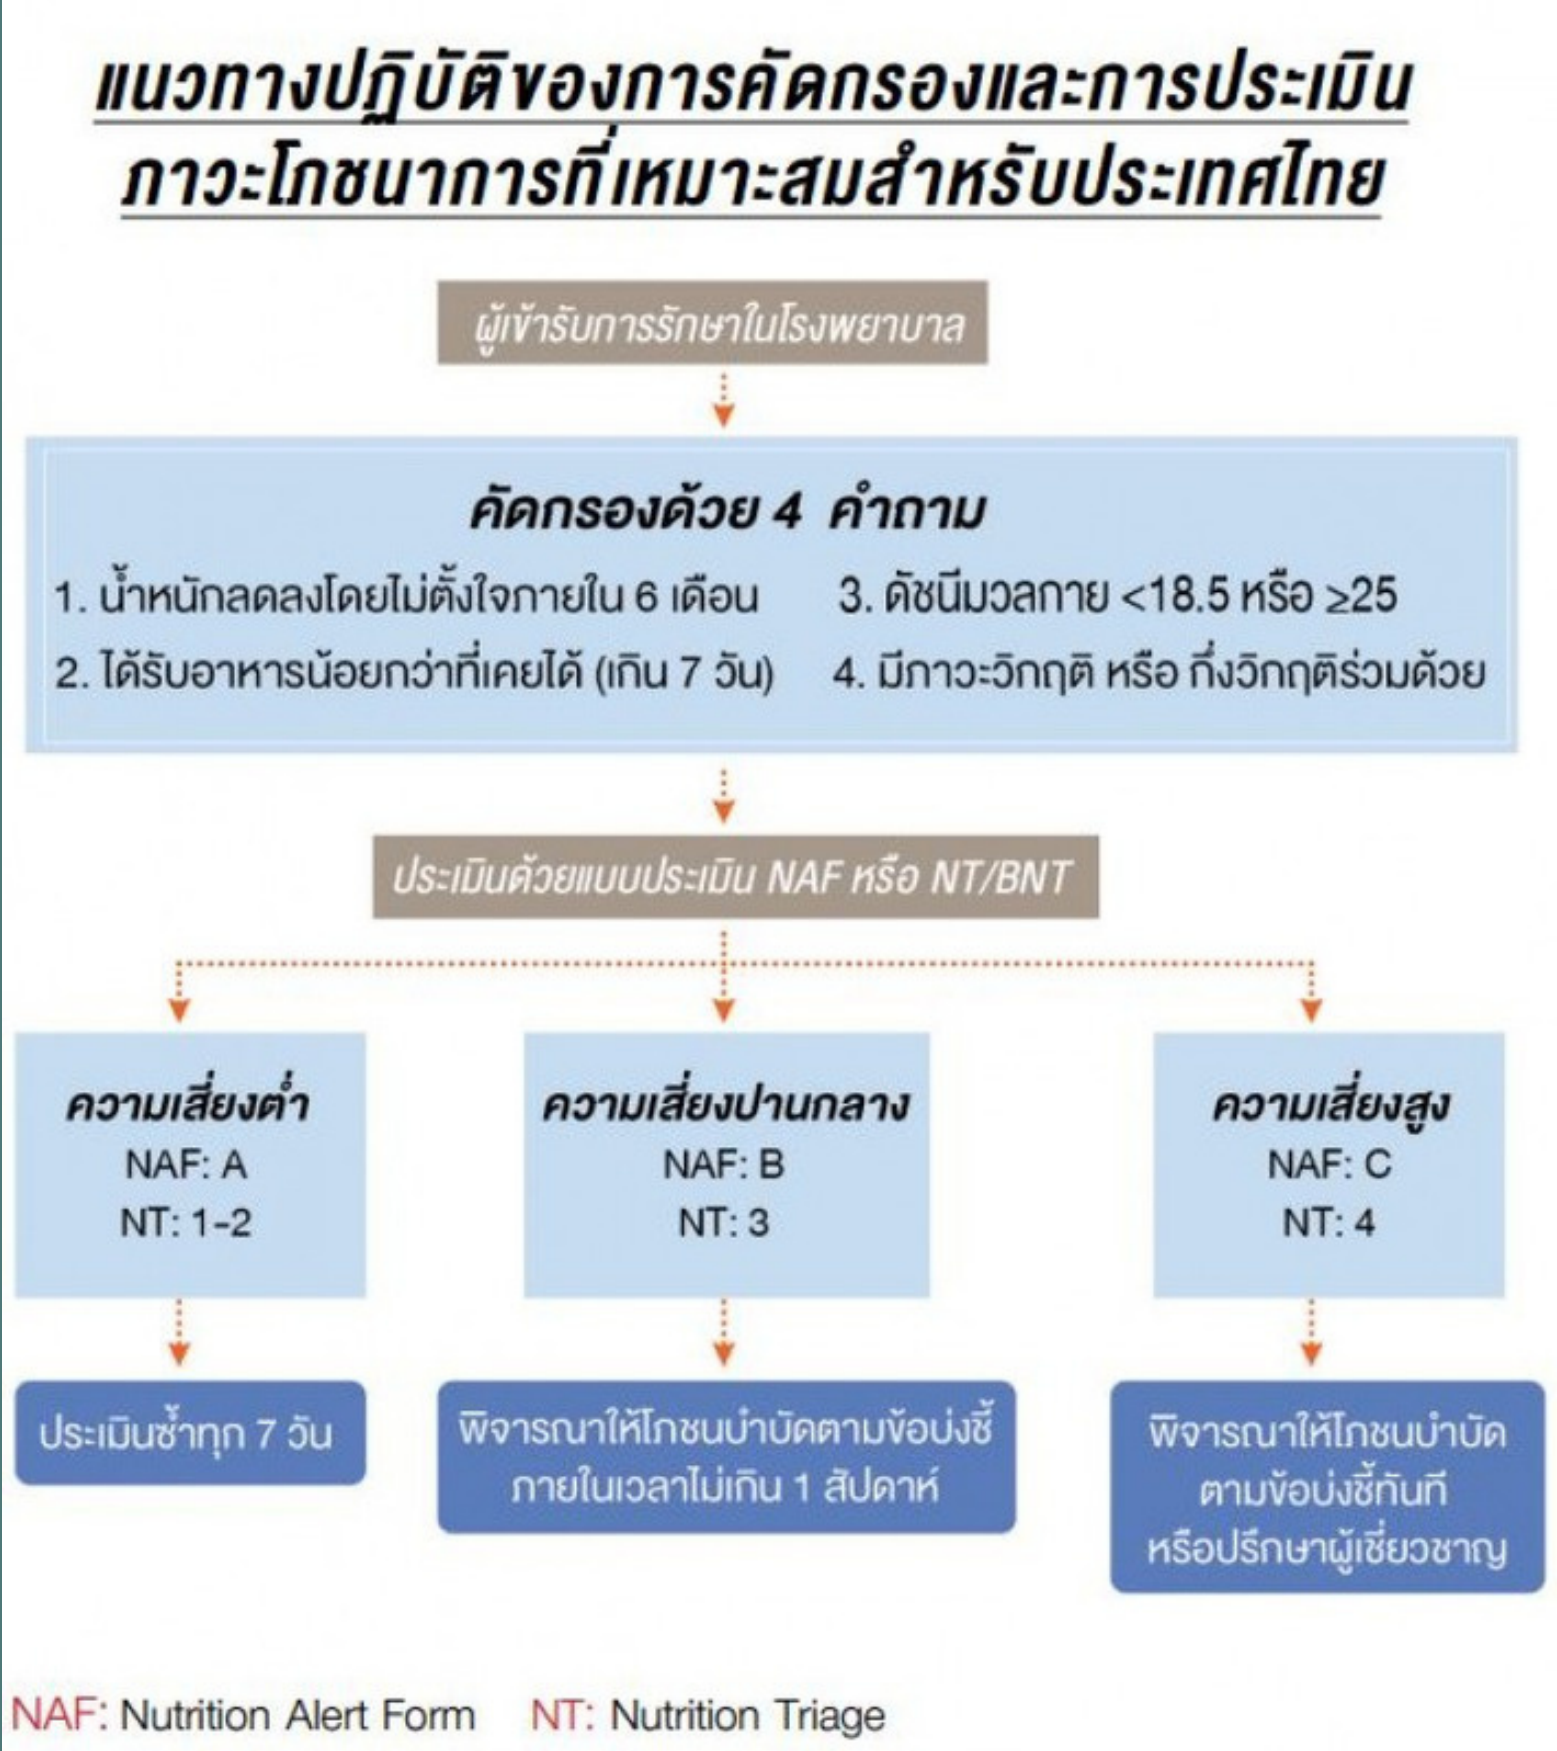 แนวทางปฏิบัติของการคัดกรองและการประเมิน
ภาวะโภชนาการที่เหมาะสมสำหรับประเทศไทย
ผู้เข้ารับการรักษาในโรงพยาบาล
คัดกรองด้วย 4 คำถาม
1. น้ำหนักลดลงโดยไม่ตั้งใจภายใน 6 เดือน
2. ได้รับอาหารน้อยกว่าที่เคยได้ (เกิน 7 วัน)
3. ดัชนีมวลกาย <18.5 หรือ ≥25
4. มีภาวะวิกฤติ หรือ กึ่งวิกฤติร่วมด้วย
ประเมินด้วยแบบประเมิน NAF หรือ NT/BNT
ความเสี่ยงต่ำ
NAF: A
NT: 1-2
ประเมินซ้ำทุก 7 วัน
ความเสี่ยงปานกลาง
NAF: B
NT: 3
พิจารณาให้โภชนบำบัดตามข้อบ่งชี้
ภายในเวลาไม่เกิน 1 สัปดาห์
ความเสี่ยงสูง
NAF: C
NT: 4
พิจารณาให้โภชนบำบัด
ตามข้อบ่งชี้ทันที
หรือปรึกษาผู้เชี่ยวชาญ
NAF: Nutrition Alert Form NT: Nutrition Triage